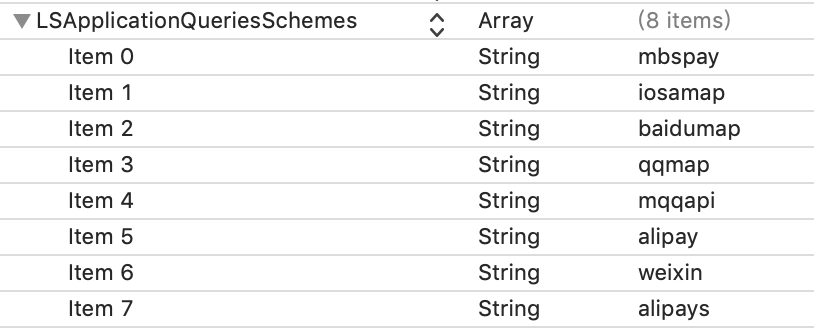 LSApplicationQueriesSchemes Array (8 items)
Item 0 String mbspay
Item 1 String iosamap
Item 2 String baidumap
Item 3 String qqmap
Item 4 String mqqapi
Item 5 String alipay
Item 6 String weixin
Item 7 String alipays